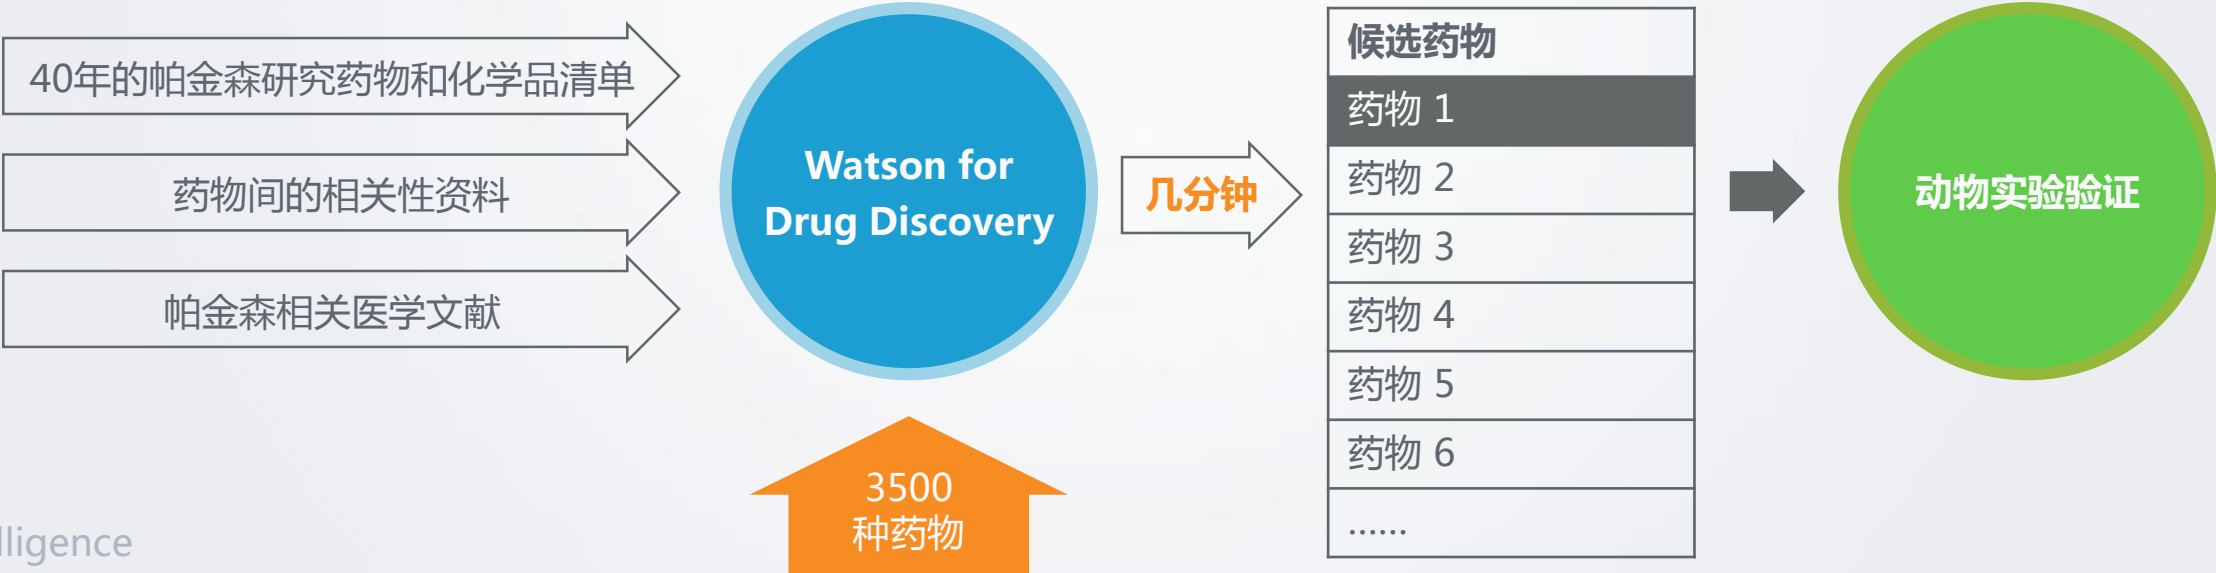 40年的帕金森研究药物和化学品清单
药物间的相关性资料
帕金森相关医学文献
Watson for
Drug Discovery
3500
种药物
几分钟
候选药物
药物 1
药物 2
药物 3
药物 4
药物 5
药物 6
......
动物实验验证
lligence